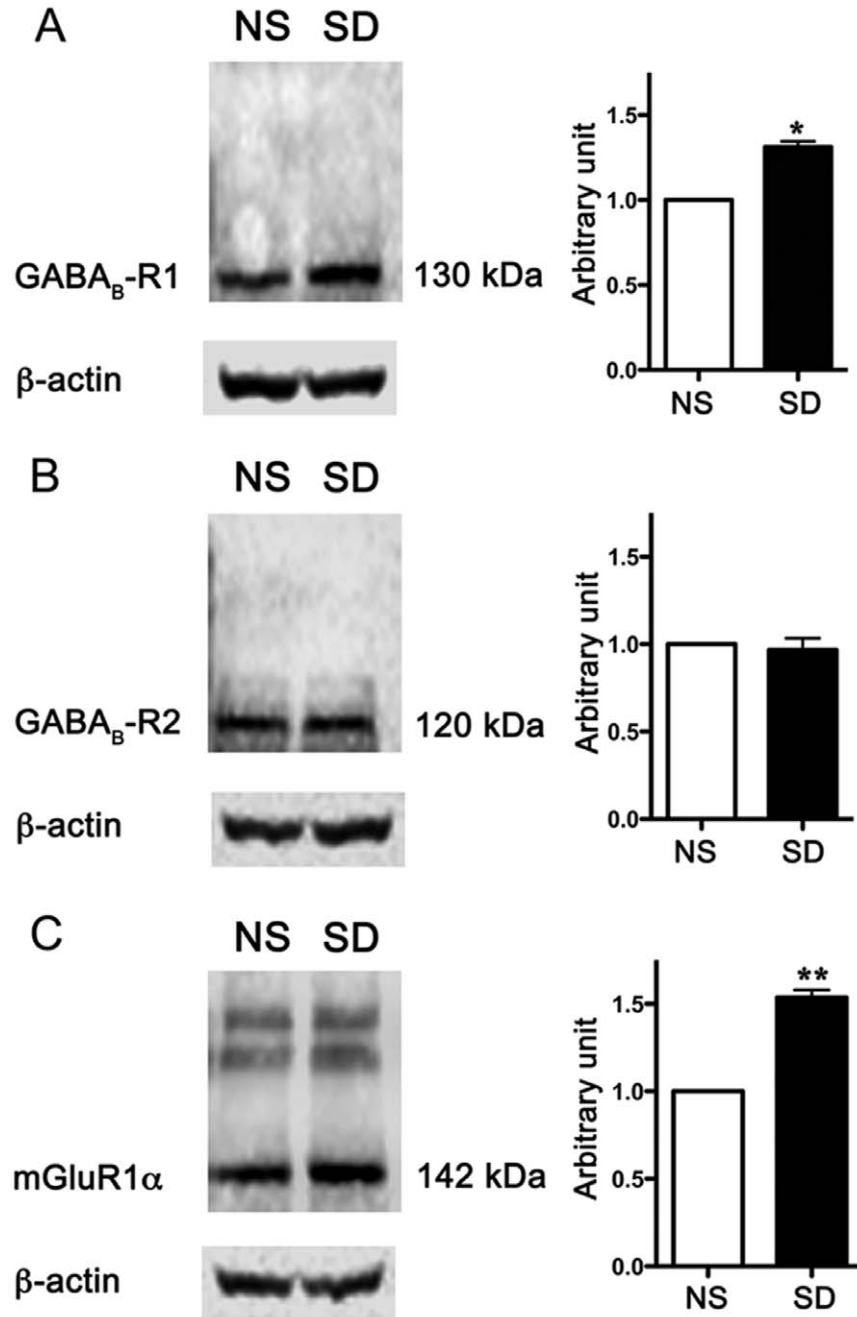 A
NS SD
GABA_B-R1
130 kDa
β-actin
Arbitrary unit
1.5
1.0
0.5
0.0
*
NS SD
B
NS SD
GABA_B-R2
120 kDa
β-actin
Arbitrary unit
1.5
1.0
0.5
0.0
NS SD
C
NS SD
mGluR1α
142 kDa
β-actin
Arbitrary unit
1.5
1.0
0.5
0.0
**
NS SD